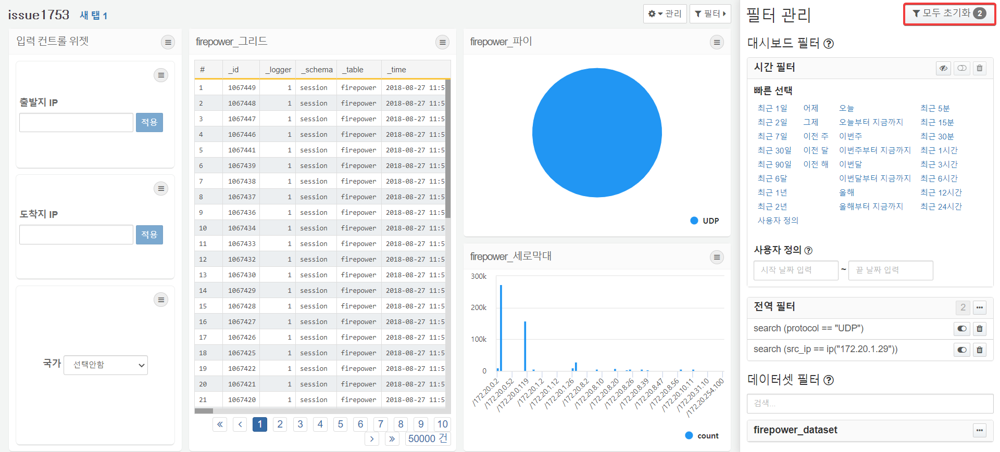 issue1753 새 탭 1
관리 필터
입력 컨트롤 위젯
출발지 IP
적용
도착지 IP
적용
국가 선택안함
firepower_그리드
# _id _logger _schema _table _time
1 1067449 1 session firepower 2018-08-27 11:5
2 1067448 1 session firepower 2018-08-27 11:5
3 1067447 1 session firepower 2018-08-27 11:5
4 1067446 1 session firepower 2018-08-27 11:5
5 1067441 1 session firepower 2018-08-27 11:5
6 1067439 1 session firepower 2018-08-27 11:5
7 1067438 1 session firepower 2018-08-27 11:5
8 1067437 1 session firepower 2018-08-27 11:5
9 1067436 1 session firepower 2018-08-27 11:5
10 1067434 1 session firepower 2018-08-27 11:5
11 1067433 1 session firepower 2018-08-27 11:5
12 1067432 1 session firepower 2018-08-27 11:5
13 1067430 1 session firepower 2018-08-27 11:5
14 1067429 1 session firepower 2018-08-27 11:5
15 1067428 1 session firepower 2018-08-27 11:5
16 1067427 1 session firepower 2018-08-27 11:5
17 1067426 1 session firepower 2018-08-27 11:5
18 1067425 1 session firepower 2018-08-27 11:5
19 1067422 1 session firepower 2018-08-27 11:5
20 1067421 1 session firepower 2018-08-27 11:5
21 1067420 1 session firepower 2018-08-27 11:5
« ‹ 1 2 3 4 5 6 7 8 9 10
› » 50000 건
firepower_파이
UDP
firepower_세로막대
300k
200k
100k
0
/172.20.0.2 /172.20.0.52 /172.20.0.119 /172.20.1.2 /172.20.1.12 /172.20.1.26 /172.20.8.2 /172.20.8.10 /172.20.8.20 /172.20.8.26 /172.20.8.39 /172.20.8.47 /172.20.8.56 /172.20.10.11 /172.20.31.10 /172.20.254.100
count
필터 관리
모두 초기화 2
대시보드 필터
시간 필터
빠른 선택
최근 1일 어제 오늘 최근 5분
최근 2일 그제 오늘부터 지금까지 최근 15분
최근 7일 이전 주 이번주 최근 30분
최근 30일 이전 달 이번주부터 지금까지 최근 1시간
최근 90일 이전 해 이번달 최근 3시간
최근 6달 이번달부터 지금까지 최근 6시간
최근 1년 올해 최근 12시간
최근 2년 올해부터 지금까지 최근 24시간
사용자 정의
사용자 정의
시작 날짜 입력 ~ 끝 날짜 입력
전역 필터 2
search (protocol == "UDP")
search (src_ip == ip("172.20.1.29"))
데이터셋 필터
검색...
firepower_dataset